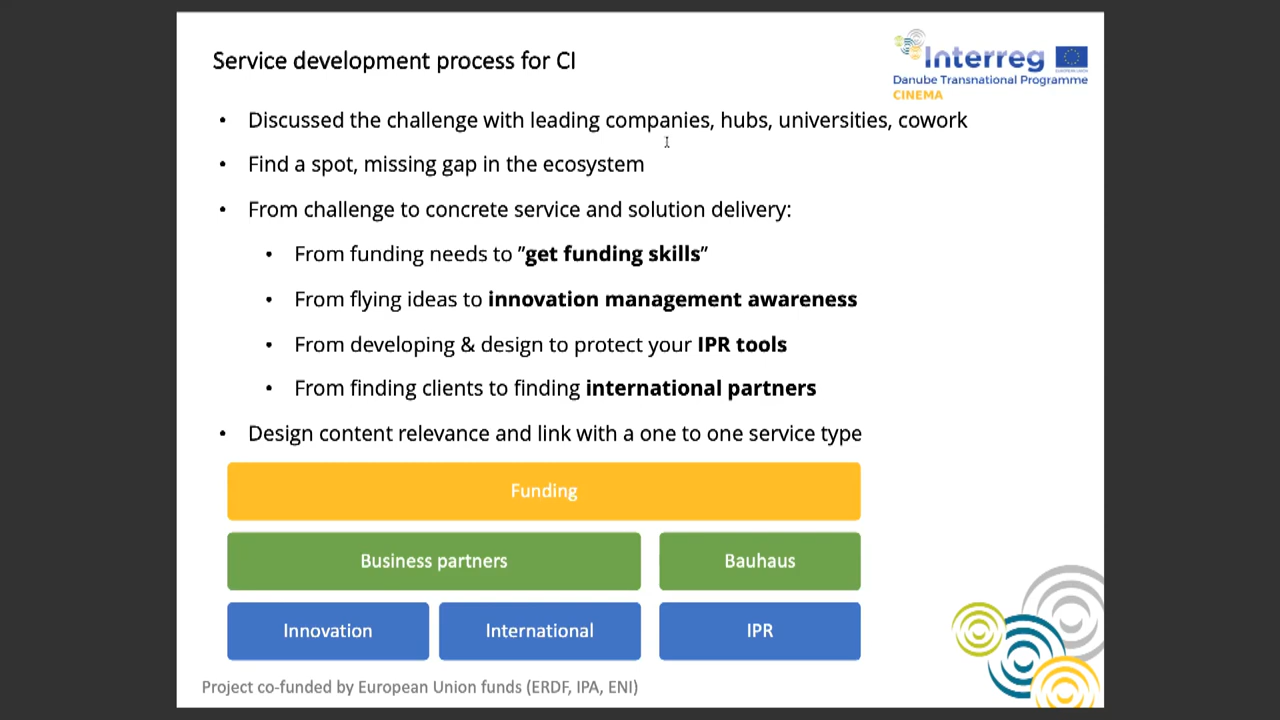 Service development process for CI
Interreg
EUROPEAN UNION
Danube Transnational Programme
CINEMA
• Discussed the challenge with leading companies, hubs, universities, cowork
• Find a spot, missing gap in the ecosystem
• From challenge to concrete service and solution delivery:
• From funding needs to ”get funding skills”
• From flying ideas to innovation management awareness
• From developing & design to protect your IPR tools
• From finding clients to finding international partners
• Design content relevance and link with a one to one service type
Funding
Business partners
Bauhaus
Innovation
International
IPR
Project co-funded by European Union funds (ERDF, IPA, ENI)